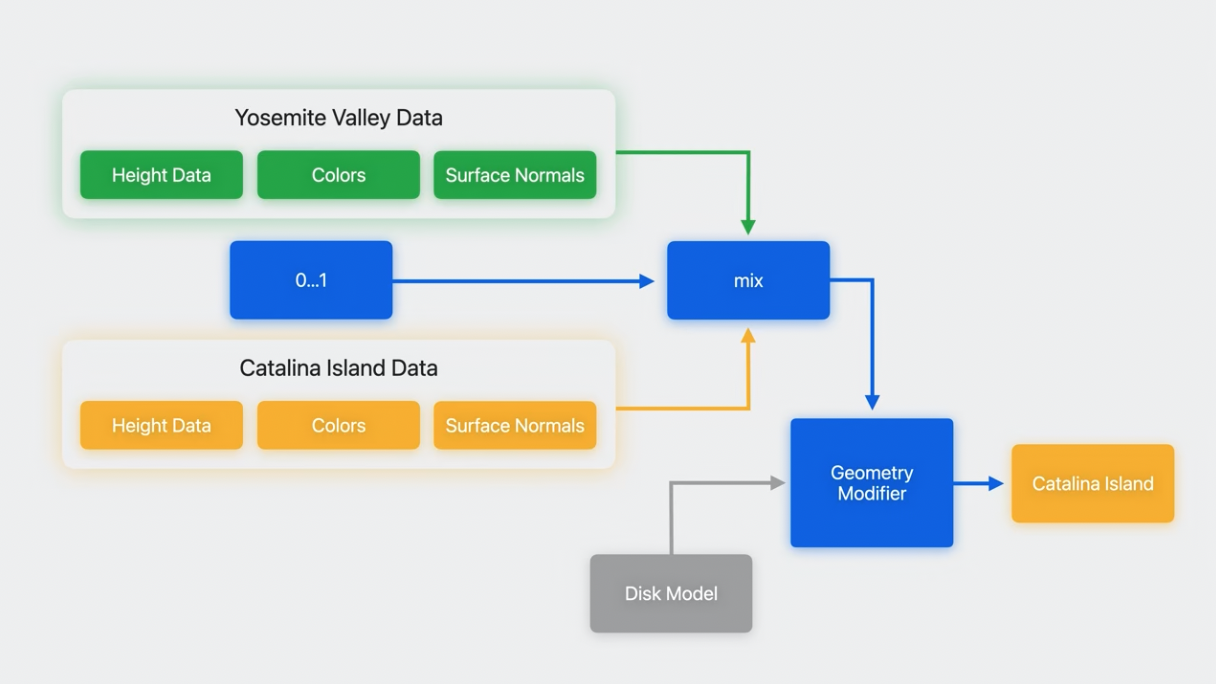 Yosemite Valley Data
Height Data
Colors
Surface Normals
0...1
mix
Catalina Island Data
Height Data
Colors
Surface Normals
Geometry
Modifier
Catalina Island
Disk Model